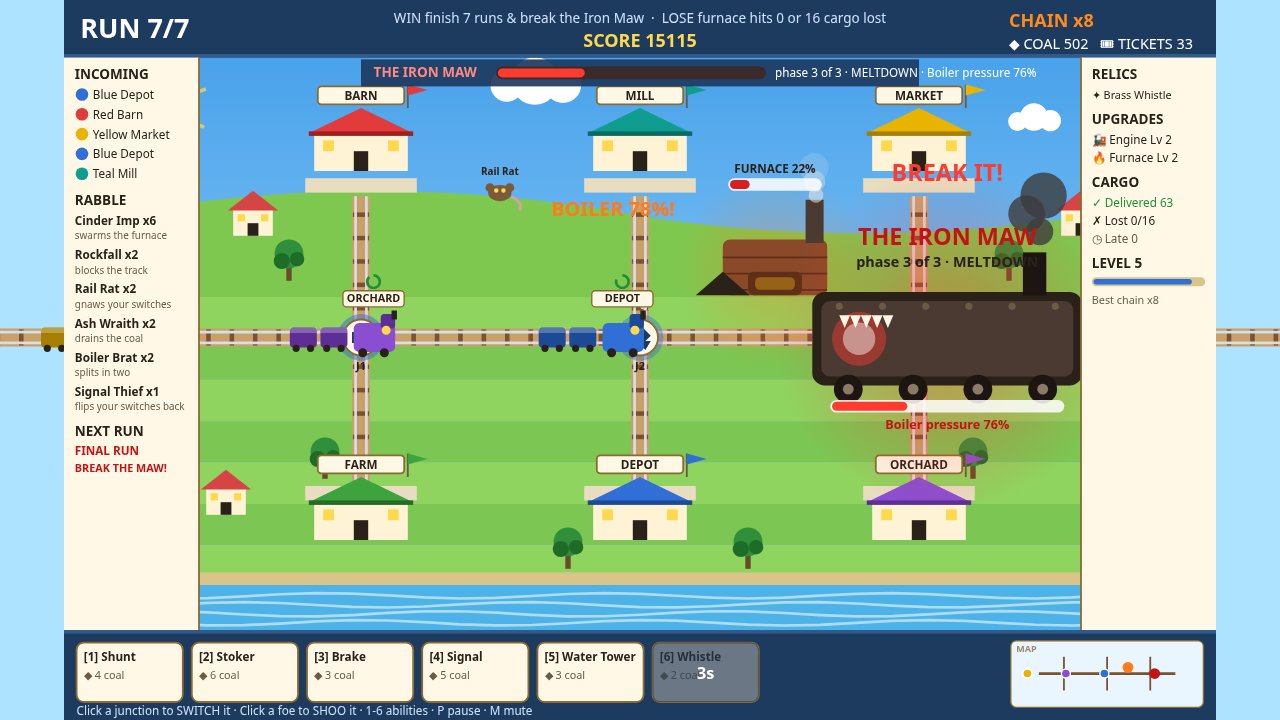 RUN 7/7
WIN finish 7 runs & break the Iron Maw · LOSE furnace hits 0 or 16 cargo lost
SCORE 15115
CHAIN x8
◆ COAL 502 🎟 TICKETS 33
INCOMING
Blue Depot
Red Barn
Yellow Market
Blue Depot
Teal Mill
RABBLE
Cinder Imp x6
swarms the furnace
Rockfall x2
blocks the track
Rail Rat x2
gnaws your switches
Ash Wraith x2
drains the coal
Boiler Brat x2
splits in two
Signal Thief x1
flips your switches back
NEXT RUN
FINAL RUN
BREAK THE MAW!
THE IRON MAW
phase 3 of 3 · MELTDOWN · Boiler pressure 76%
BARN
MILL
MARKET
Rail Rat
FURNACE 22%
BREAK IT!
BOILER 78%!
THE IRON MAW
phase 3 of 3 · MELTDOWN
ORCHARD
DEPOT
J2
Boiler pressure 76%
FARM
DEPOT
ORCHARD
RELICS
✦ Brass Whistle
UPGRADES
🚂 Engine Lv 2
🔥 Furnace Lv 2
CARGO
✓ Delivered 63
✗ Lost 0/16
◷ Late 0
LEVEL 5
Best chain x8
[1] Shunt
◆ 4 coal
[2] Stoker
◆ 6 coal
[3] Brake
◆ 3 coal
[4] Signal
◆ 5 coal
[5] Water Tower
◆ 3 coal
[6] Whistle
◆ 2 coal
3s
MAP
Click a junction to SWITCH it · Click a foe to SHOO it · 1-6 abilities · P pause · M mute